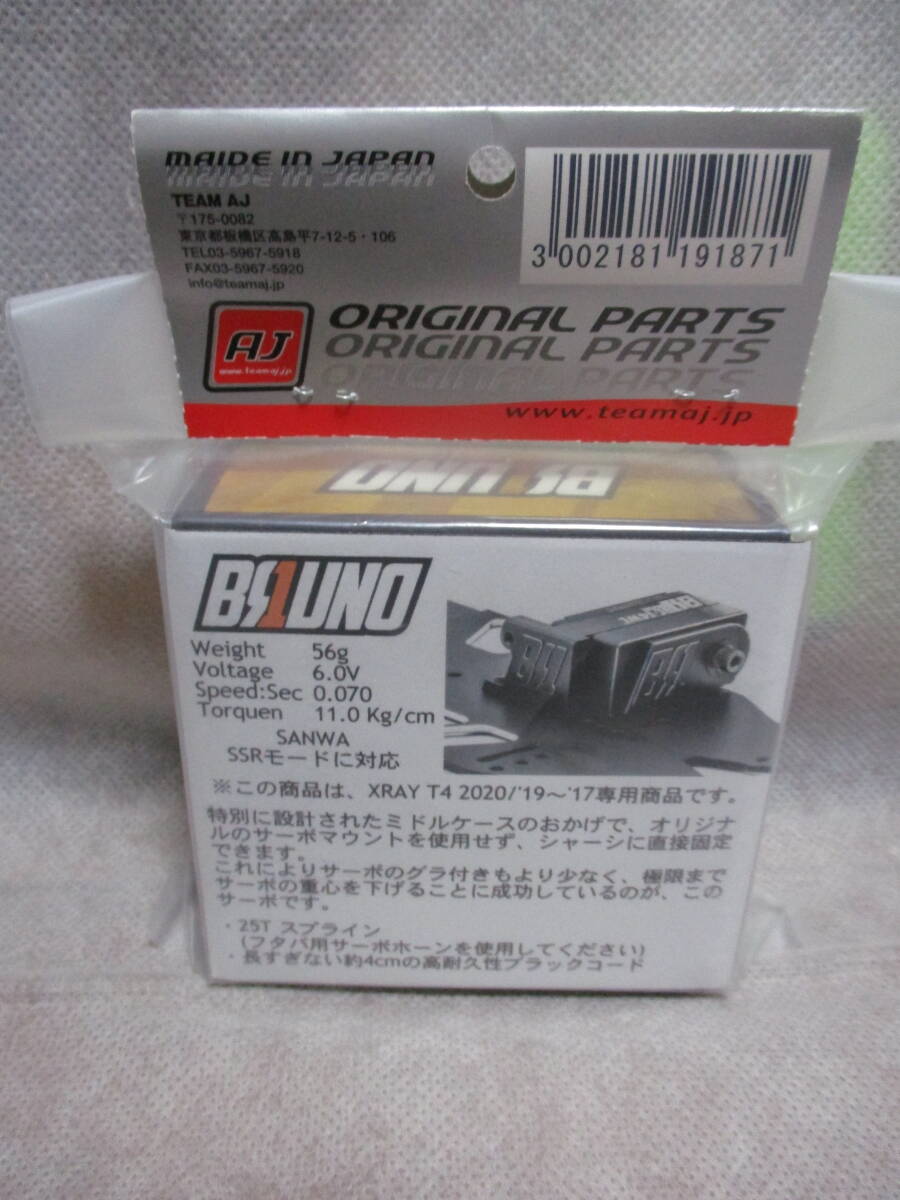 MAIDE IN JAPAN
MAIDE IN JAPAN
TEAM AJ
〒175-0082
東京都板橋区高島平7-12-5・106
TEL03-5967-5918
FAX03-5967-5920
info@teamaj.jp
3 002181 191871
AJ
www.teamaj.jp
ORIGINAL PARTS
ORIGINAL PARTS
ORIGINAL PARTS
www.teamaj.jp
BS1UNO
BS1UNO
Weight 56g
Voltage 6.0V
Speed:Sec 0.070
Torquen 11.0 Kg/cm
SANWA
SSRモードに対応
※この商品は、XRAY T4 2020/'19〜'17専用商品です。
特別に設計されたミドルケースのおかげで、オリジナ
ルのサーボマウントを使用せず、シャーシに直接固定
できます。
これによりサーボのグラ付きもより少なく、極限まで
サーボの重心を下げることに成功しているのが、この
サーボです。
・25T スプライン
(フタバ用サーボホーンを使用してください)
・長すぎない約4cmの高耐久性ブラックコード